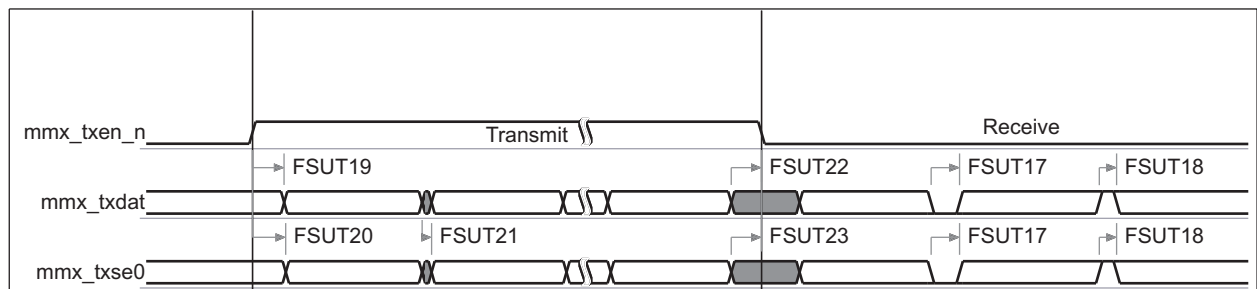 mmx_txen_n Transmit Receive
FSUT19 FSUT22 FSUT17 FSUT18
mmx_txdat
FSUT20 FSUT21 FSUT23 FSUT17 FSUT18
mmx_txse0